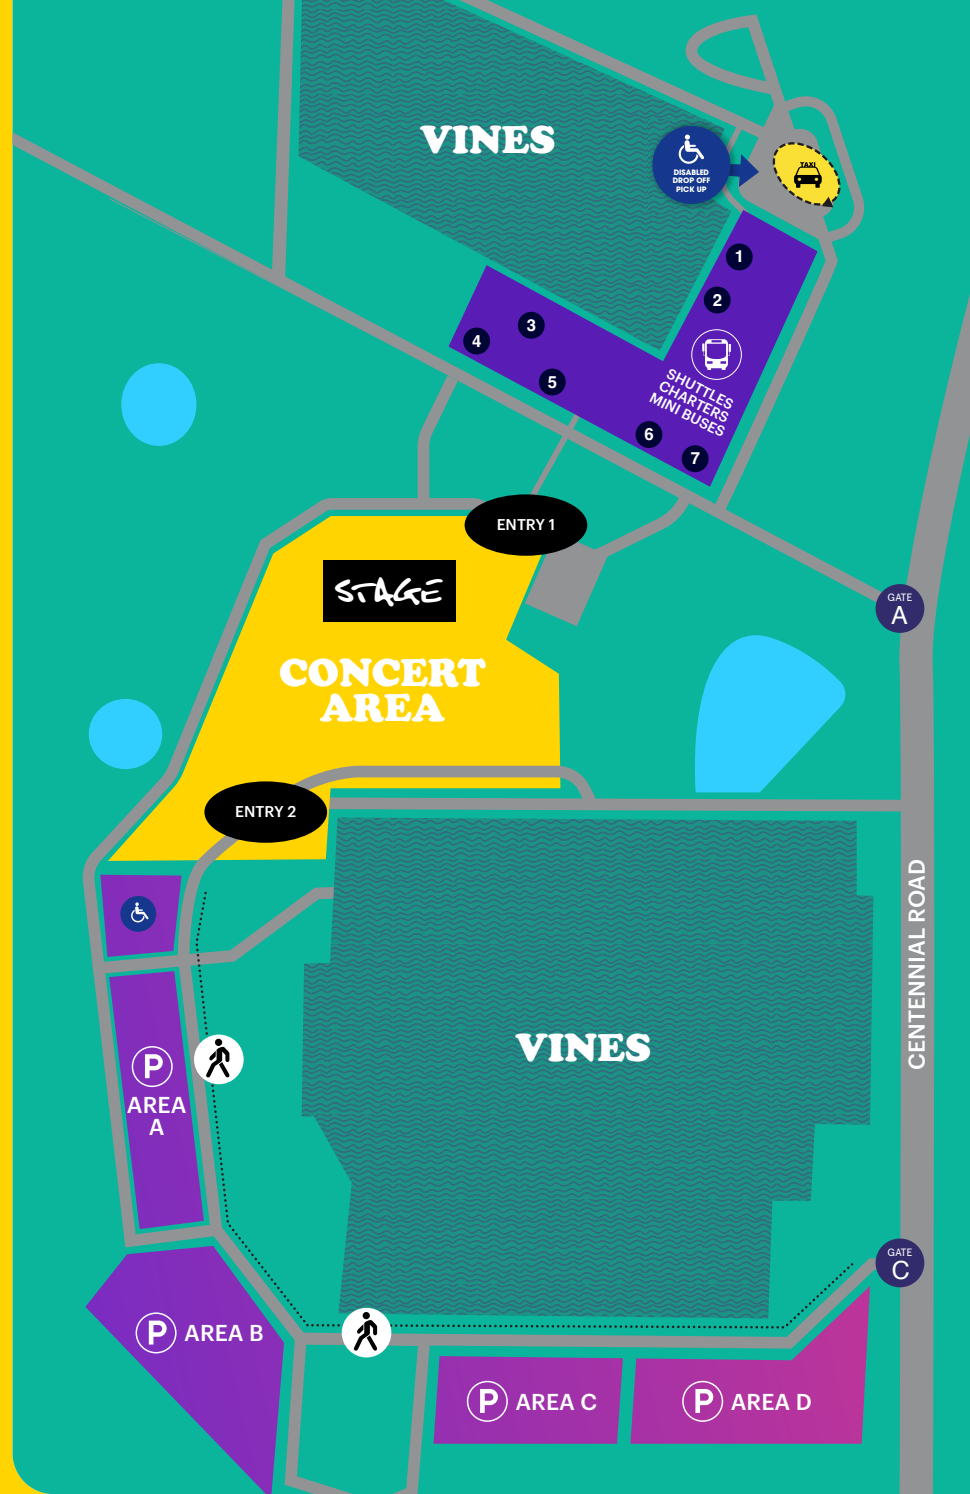 VINES
TAXI
DISABLED
DROP OFF
PICK UP
1
2
3
4
5
SHUTTLES
CHARTERS
MINI BUSES
6
7
ENTRY 1
STAGE
GATE
A
CONCERT
AREA
ENTRY 2
CENTENNIAL ROAD
VINES
P
AREA
A
GATE
C
P AREA B
P AREA C
P AREA D